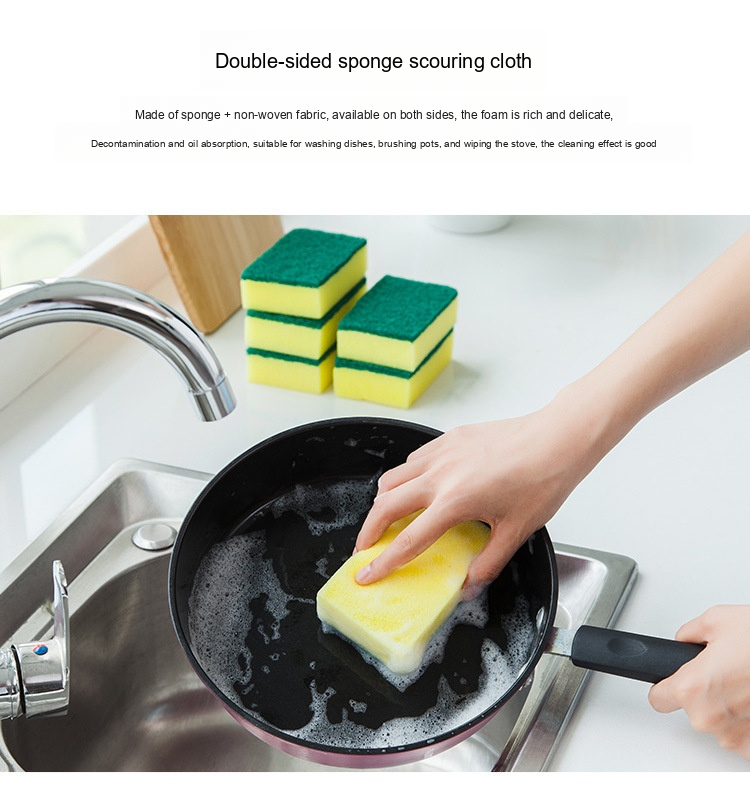 Double-sided sponge scouring cloth
Made of sponge + non-woven fabric, available on both sides, the foam is rich and delicate,
Decontamination and oil absorption, suitable for washing dishes, brushing pots, and wiping the stove, the cleaning effect is good